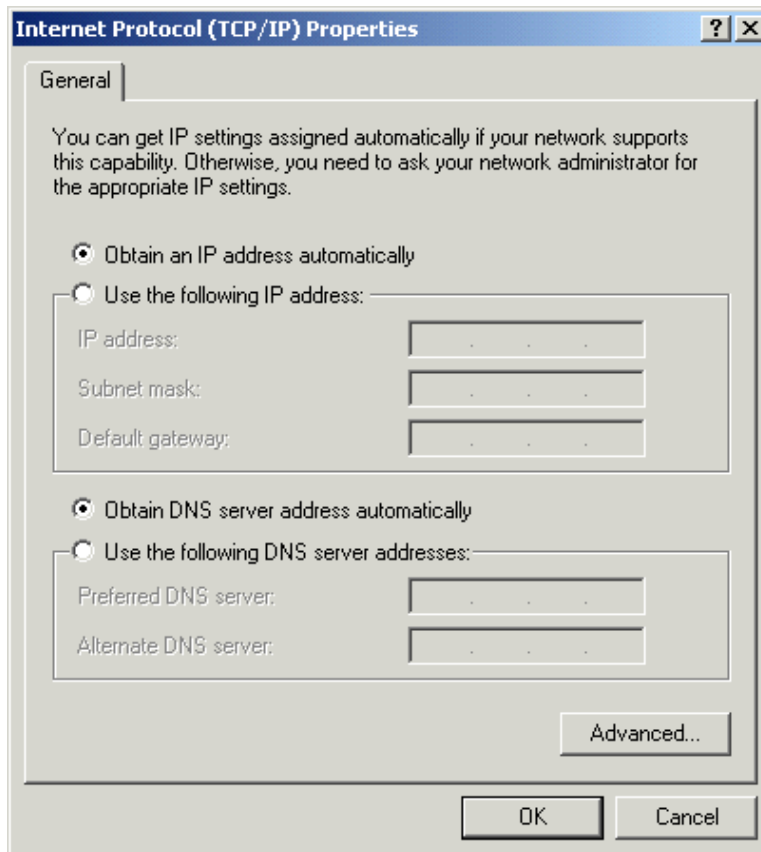 Internet Protocol (TCP/IP) Properties
General
You can get IP settings assigned automatically if your network supports
this capability. Otherwise, you need to ask your network administrator for
the appropriate IP settings.
Obtain an IP address automatically
Use the following IP address:
IP address:
Subnet mask:
Default gateway:
Obtain DNS server address automatically
Use the following DNS server addresses:
Preferred DNS server:
Alternate DNS server:
Advanced...
OK Cancel